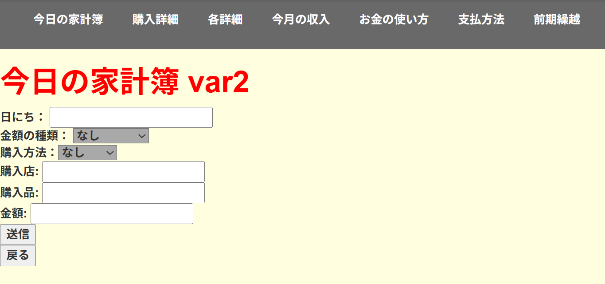 今日の家計簿 購入詳細 各詳細 今月の収入 お金の使い方 支払方法 前期繰越
今日の家計簿 var2
日にち：
金額の種類： なし
購入方法： なし
購入店:
購入品:
金額:
送信
戻る